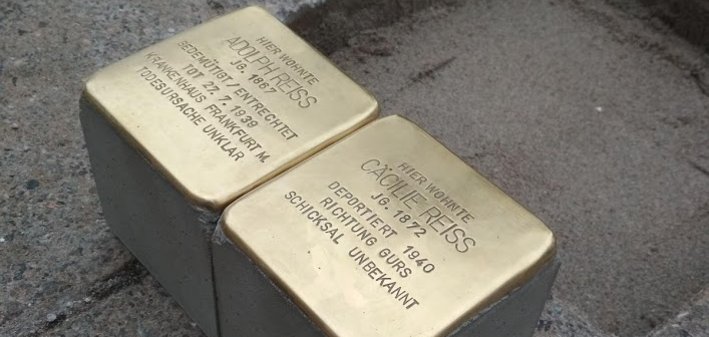 HIER WOHNTE
ADOLPH REISS
JG. 1867
GEDEMÜTIGT/ENTRECHTET
TOT 27.7.1939
KRANKENHAUS FRANKFURT M.
TODESURSACHE UNKLAR
HIER WOHNTE
CÄCILIE REISS
JG. 1872
DEPORTIERT 1940
RICHTUNG GURS
SCHICKSAL UNBEKANNT